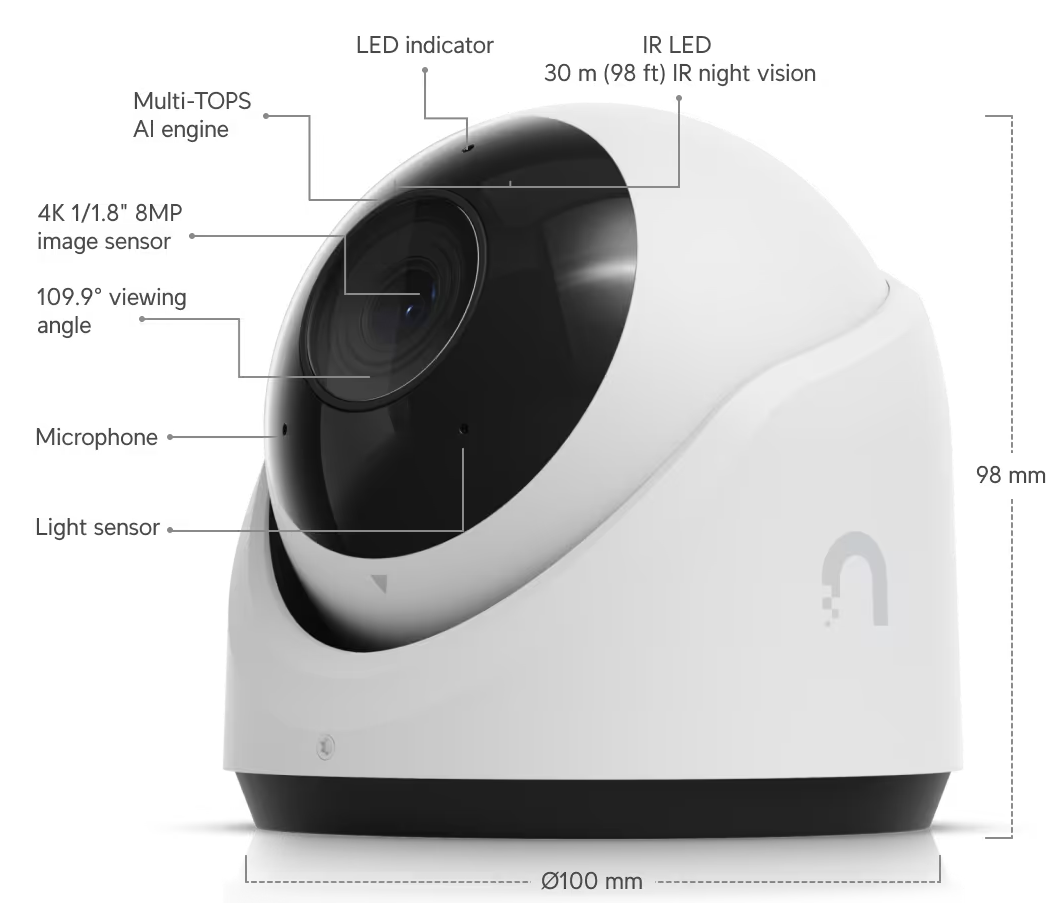 LED indicator
IR LED
30 m (98 ft) IR night vision
Multi-TOPS
AI engine
4K 1/1.8" 8MP
image sensor
109.9° viewing
angle
Microphone
Light sensor
98 mm
Ø100 mm